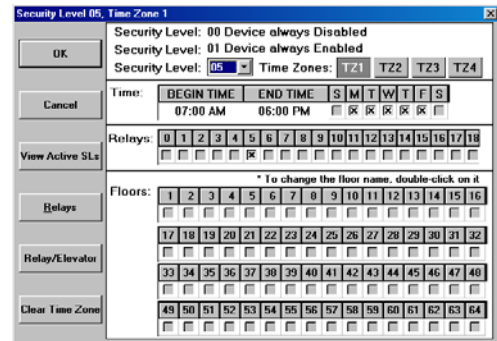 Security Level 05, Time Zone 1
Security Level: 00 Device always Disabled
Security Level: 01 Device always Enabled
Security Level: 05 Time Zones: TZ1 TZ2 TZ3 TZ4
OK
Cancel
View Active SLs
Relays
Relay/Elevator
Clear Time Zone
Time: BEGIN TIME END TIME S M T W T F S
07:00 AM 06:00 PM
Relays: 0 1 2 3 4 5 6 7 8 9 10 11 12 13 14 15 16 17 18
* To change the floor name, double-click on it
Floors: 1 2 3 4 5 6 7 8 9 10 11 12 13 14 15 16
17 18 19 20 21 22 23 24 25 26 27 28 29 30 31 32
33 34 35 36 37 38 39 40 41 42 43 44 45 46 47 48
49 50 51 52 53 54 55 56 57 58 59 60 61 62 63 64